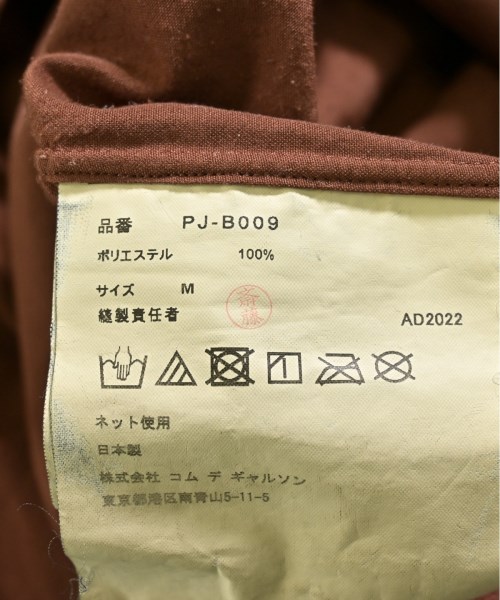 品番 PJ-B009
ポリエステル 100%
サイズ M
縫製責任者 斎藤 AD2022
ネット使用
日本製
株式会社 コム デ ギャルソン
東京都港区南青山5-11-5